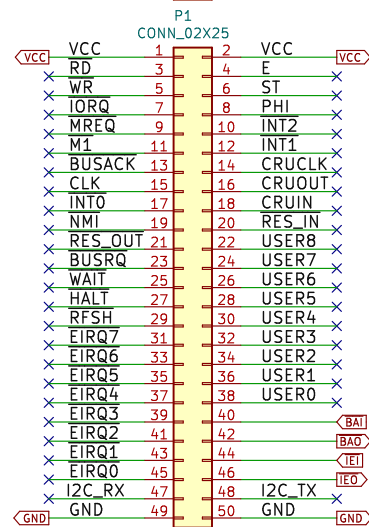 P1
CONN_02X25
VCC VCC 1 2 VCC VCC
RD 3 4 E
WR 5 6 ST
IORQ 7 8 PHI
MREQ 9 10 INT2
M1 11 12 INT1
BUSACK 13 14 CRUCLK
CLK 15 16 CRUOUT
INT0 17 18 CRUIN
NMI 19 20 RES_IN
RES_OUT 21 22 USER8
BUSRQ 23 24 USER7
WAIT 25 26 USER6
HALT 27 28 USER5
RFSH 29 30 USER4
EIRQ7 31 32 USER3
EIRQ6 33 34 USER2
EIRQ5 35 36 USER1
EIRQ4 37 38 USER0
EIRQ3 39 40 BAI
EIRQ2 41 42 BAO
EIRQ1 43 44 IEI
EIRQ0 45 46 IEO
I2C_RX 47 48 I2C_TX
GND GND 49 50 GND GND